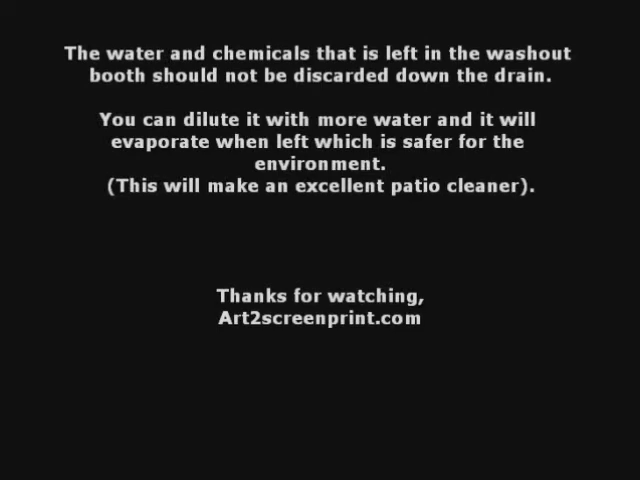 The water and chemicals that is left in the washout
booth should not be discarded down the drain.
You can dilute it with more water and it will
evaporate when left which is safer for the
environment.
(This will make an excellent patio cleaner).
Thanks for watching,
Art2screenprint.com